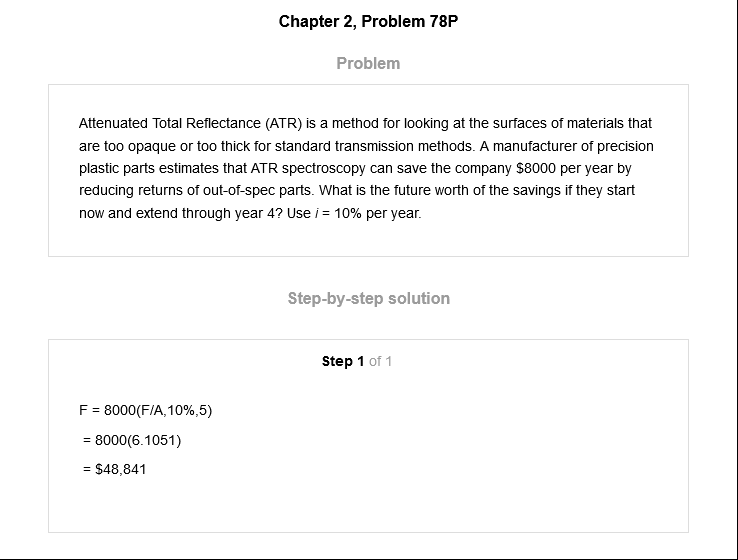 Chapter 2, Problem 78P
Problem
Attenuated Total Reflectance (ATR) is a method for looking at the surfaces of materials that
are too opaque or too thick for standard transmission methods. A manufacturer of precision
plastic parts estimates that ATR spectroscopy can save the company $8000 per year by
reducing returns of out-of-spec parts. What is the future worth of the savings if they start
now and extend through year 4? Use i = 10% per year.
Step-by-step solution
Step 1 of 1
F = 8000(F/A,10%,5)
= 8000(6.1051)
= $48,841